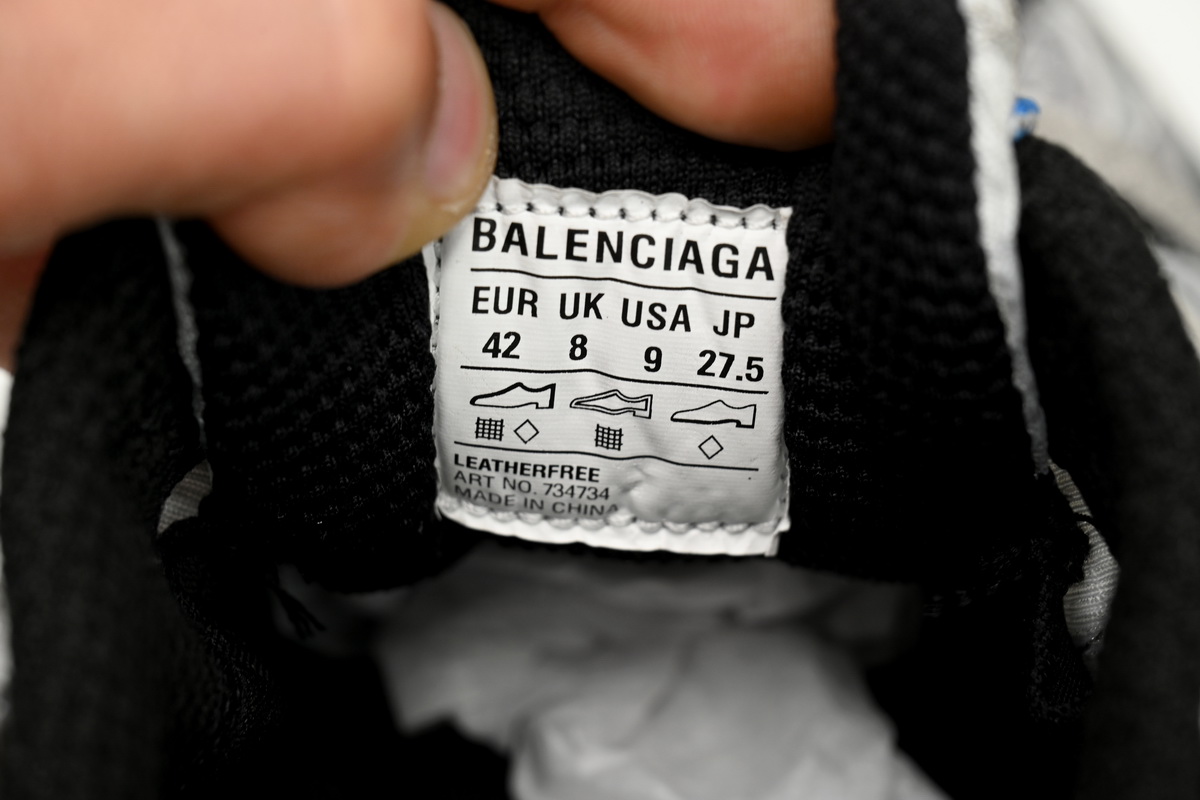 BALENCIAGA
EUR UK USA JP
42 8 9 27.5
LEATHERFREE
ART NO. 734734
MADE IN CHINA